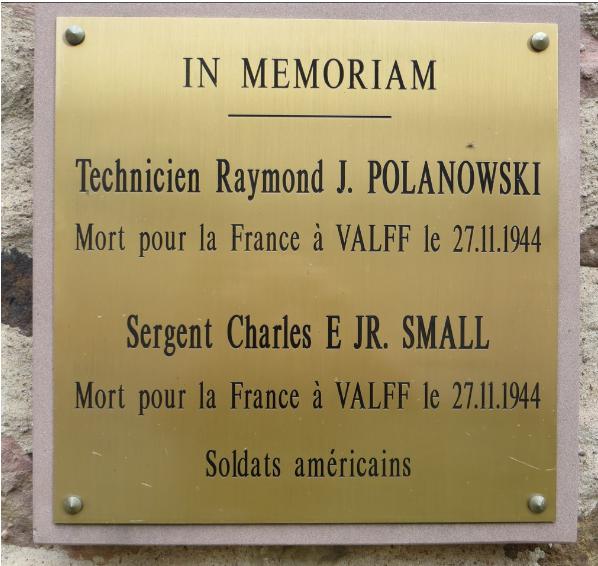 IN MEMORIAM
Technicien Raymond J. POLANOWSKI
Mort pour la France à VALFF le 27.11.1944
Sergent Charles E JR. SMALL
Mort pour la France à VALFF le 27.11.1944
Soldats américains